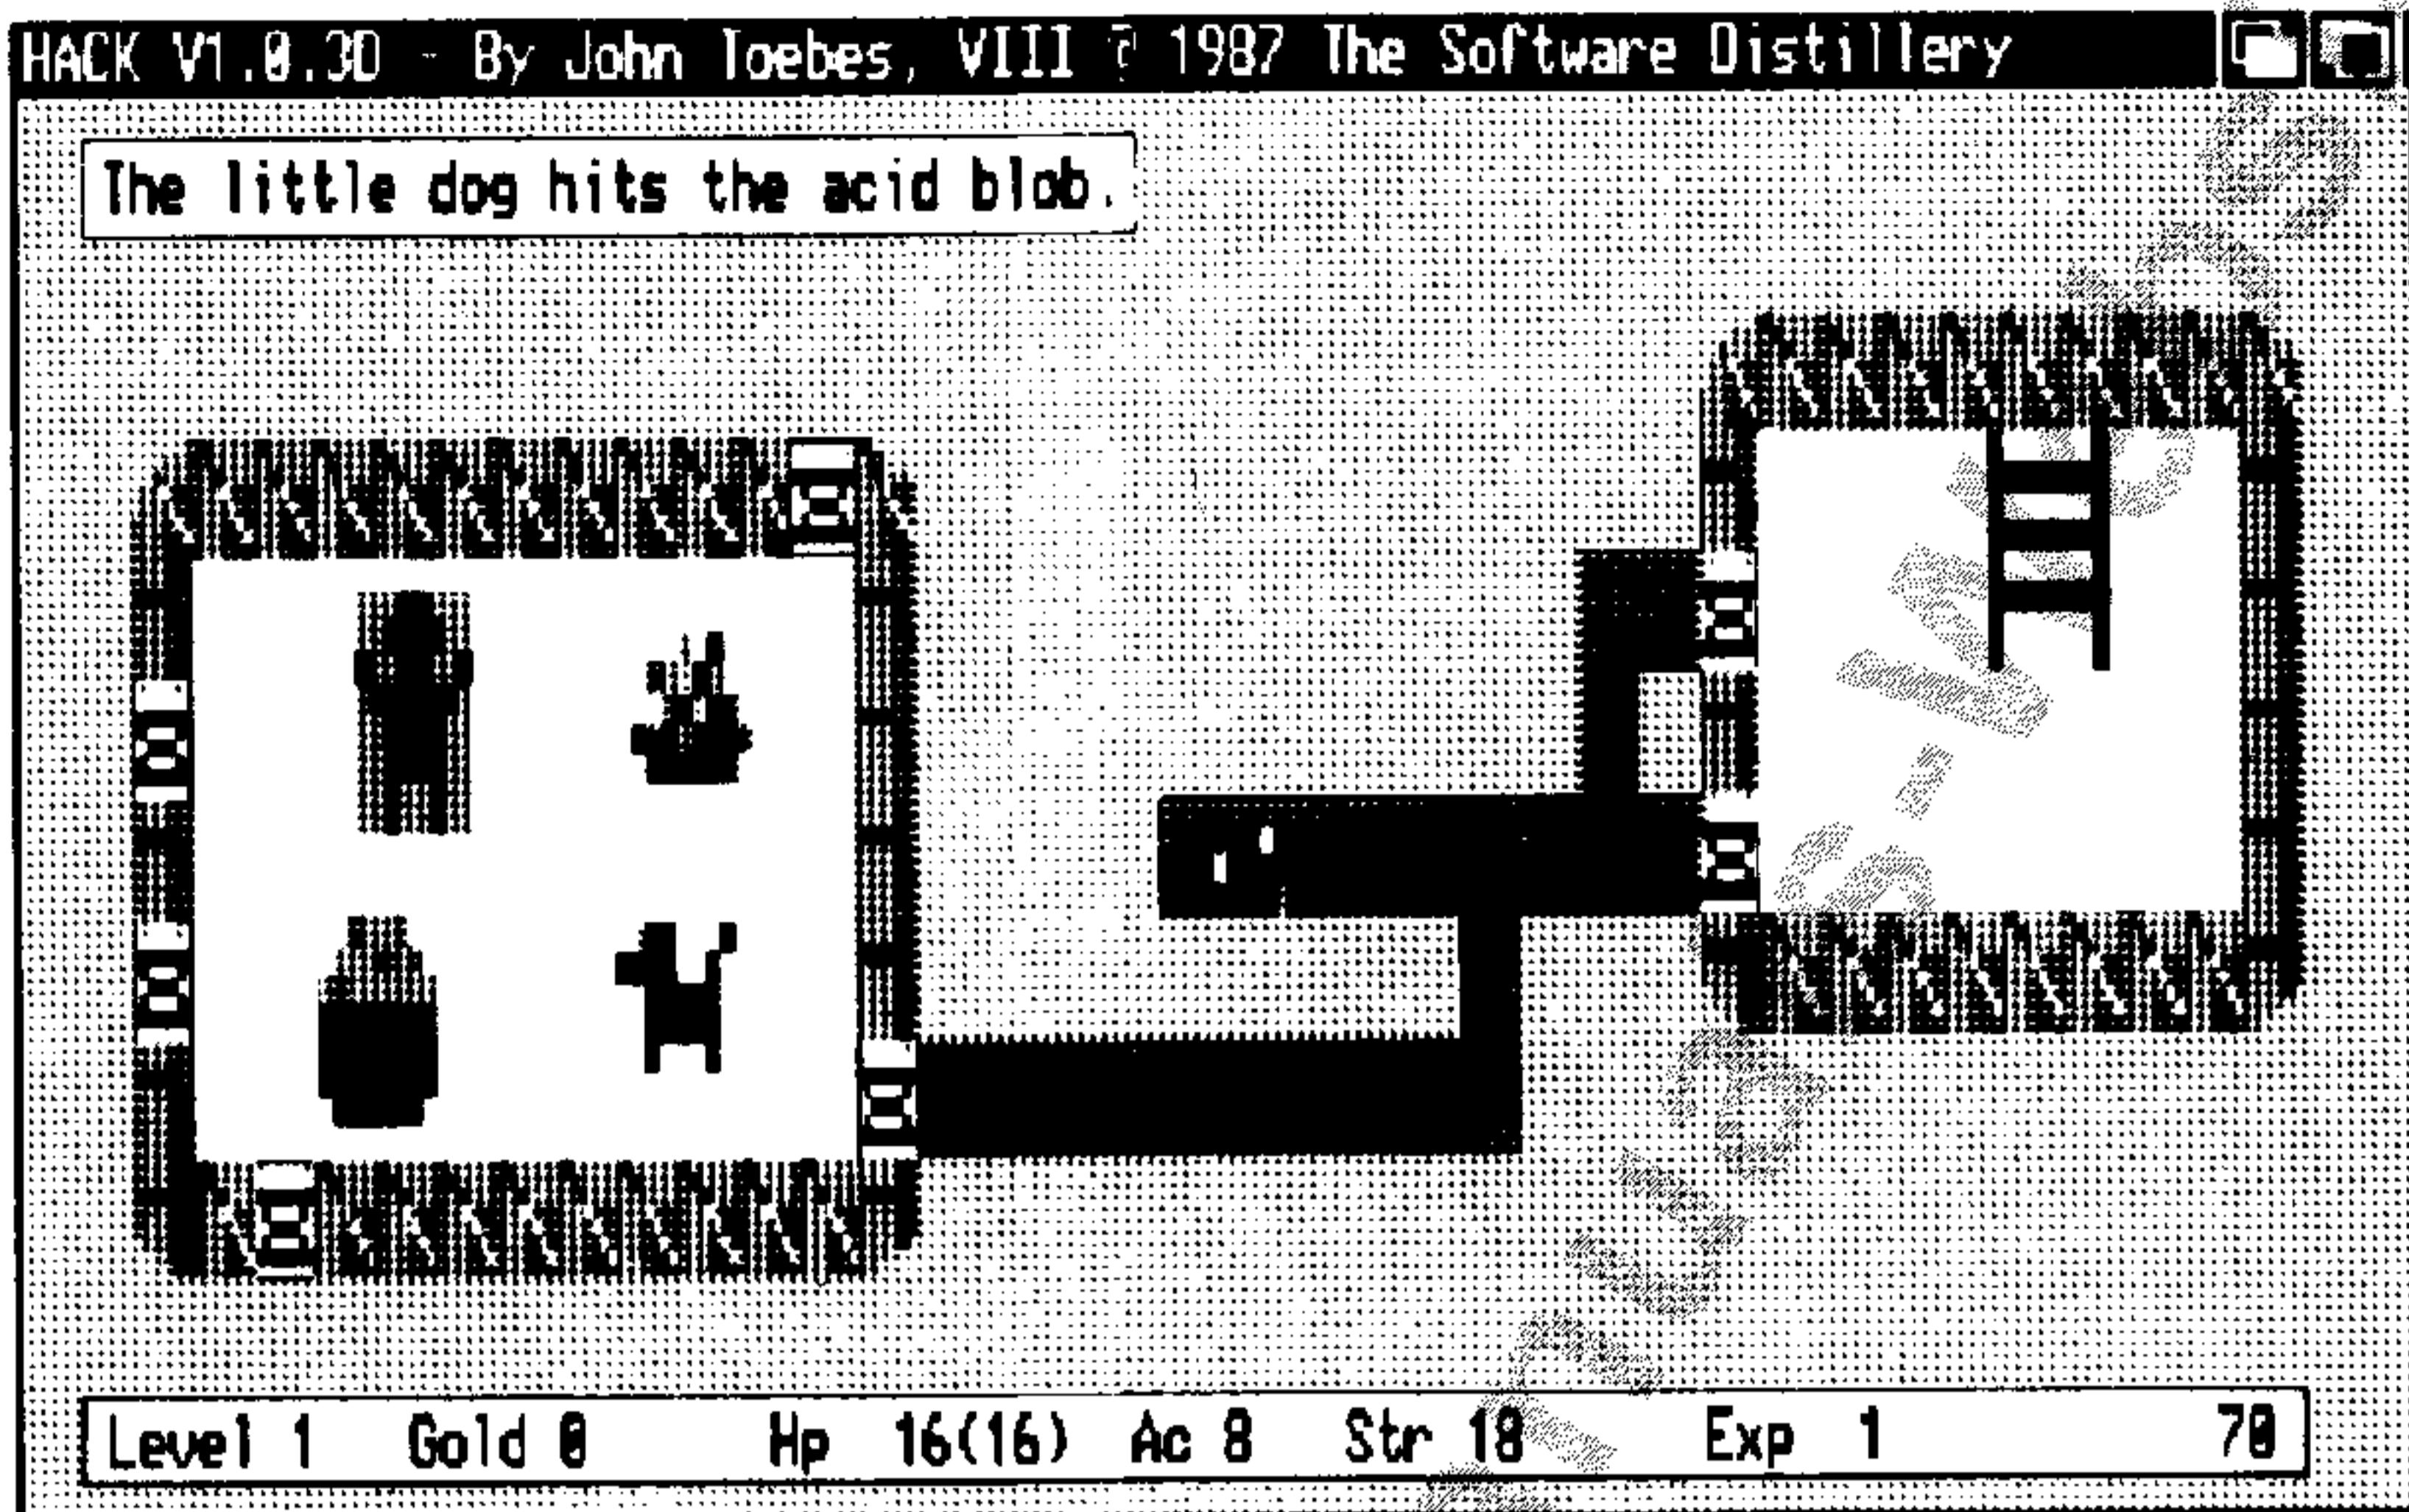 HACK V1.0.3D - By John Toebes, VIII © 1987 The Software Distillery
The little dog hits the acid blob.
Level 1 Gold 0 Hp 16(16) Ac 8 Str 18 Exp 1 70